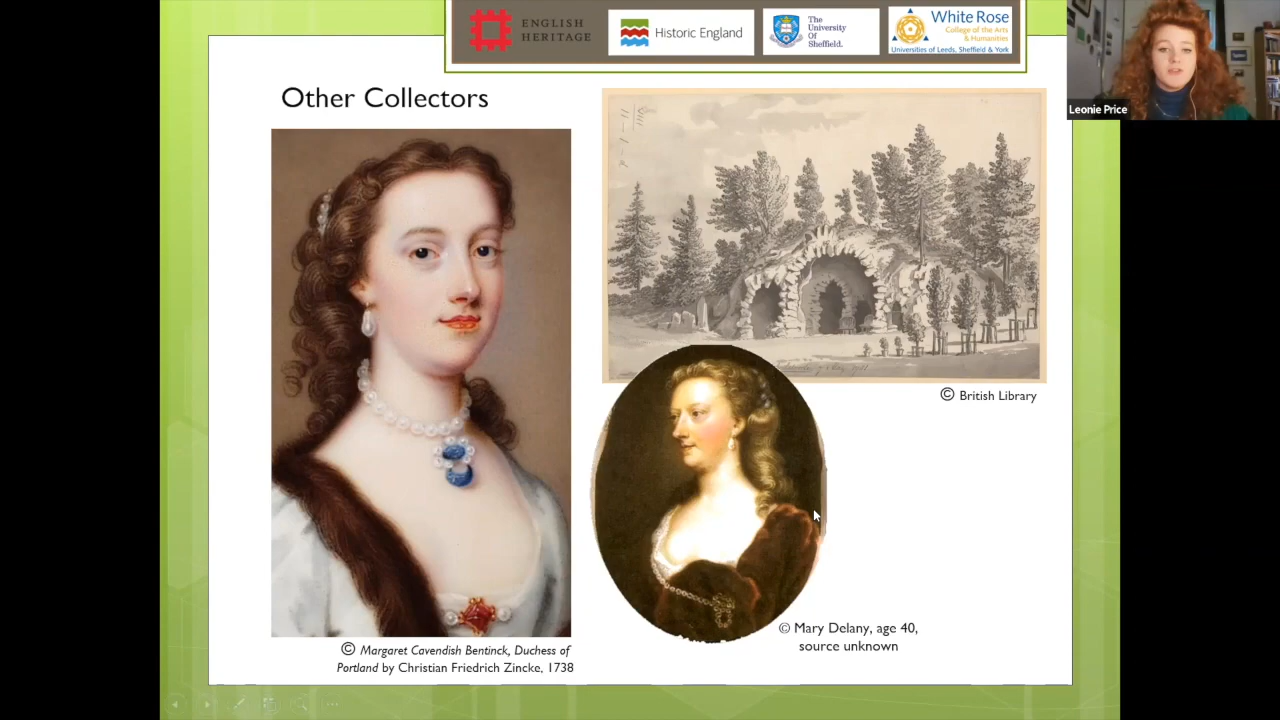 ENGLISH
HERITAGE
Historic England
The
University
Of
Sheffield.
White Rose
College of the Arts
& Humanities
Universities of Leeds, Sheffield & York
Leonie Price
Other Collectors
© British Library
© Mary Delany, age 40,
source unknown
© Margaret Cavendish Bentinck, Duchess of
Portland by Christian Friedrich Zincke, 1738